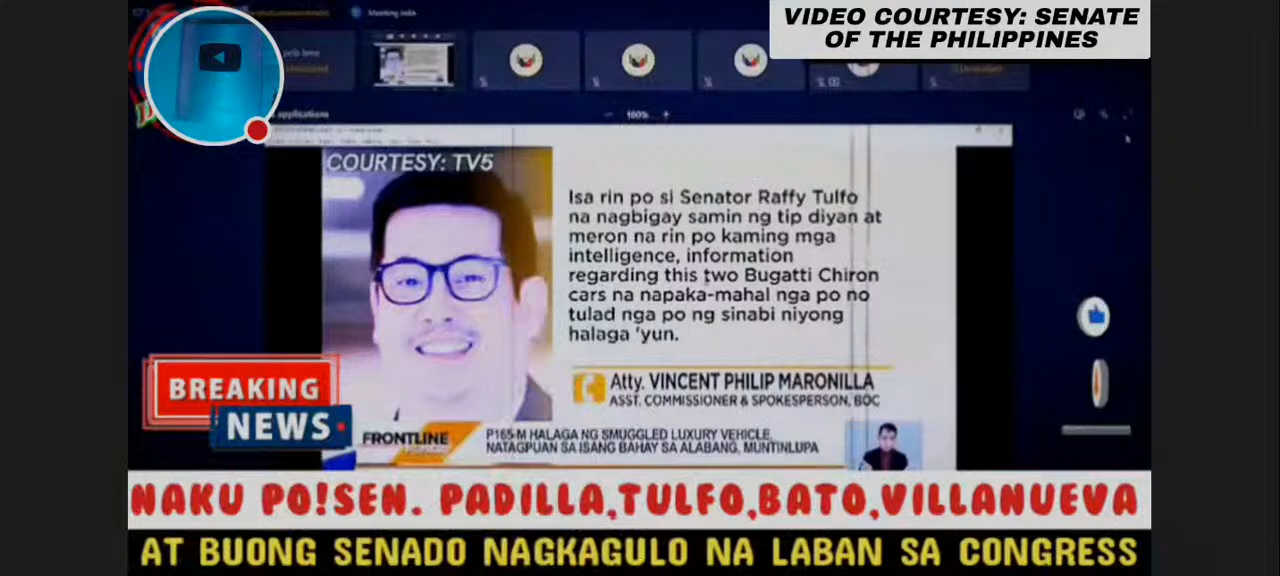 Meeting info
VIDEO COURTESY: SENATE
OF THE PHILIPPINES
applications
100%
COURTESY: TV5
Isa rin po si Senator Raffy Tulfo
na nagbigay samin ng tip diyan at
meron na rin po kaming mga
intelligence, information
regarding this two Bugatti Chiron
cars na napaka-mahal nga po no
tulad nga po ng sinabi niyong
halaga 'yun.
Atty. VINCENT PHILIP MARONILLA
ASST. COMMISSIONER & SPOKESPERSON, BOC
BREAKING
NEWS
FRONTLINE
P165-M HALAGA NG SMUGGLED LUXURY VEHICLE,
NATAGPUAN SA ISANG BAHAY SA ALABANG, MUNTINLUPA
NAKU PO!SEN. PADILLA,TULFO,BATO,VILLANUEVA
AT BUONG SENADO NAGKAGULO NA LABAN SA CONGRESS